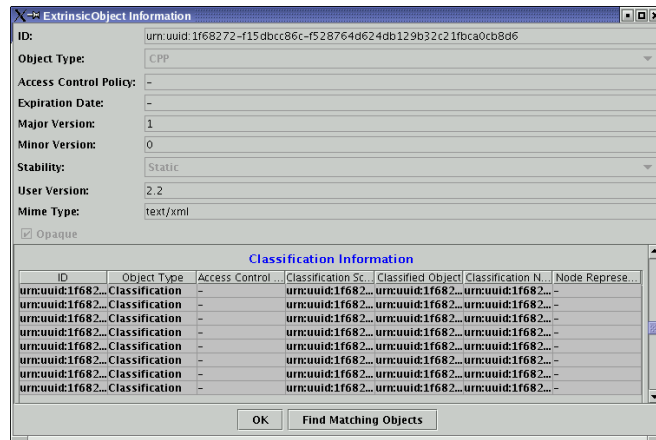 ExtrinsicObject Information
ID: urn:uuid:1f68272-f15dbcc86c-f528764d624db129b32c21fbca0cb8d6
Object Type: CPP
Access Control Policy: -
Expiration Date: -
Major Version: 1
Minor Version: 0
Stability: Static
User Version: 2.2
Mime Type: text/xml
Opaque
Classification Information
ID Object Type Access Control ... Classification Sc... Classified Object Classification N... Node Represe...
urn:uuid:1f682... Classification - urn:uuid:1f682... urn:uuid:1f682... urn:uuid:1f682... -
urn:uuid:1f682... Classification - urn:uuid:1f682... urn:uuid:1f682... urn:uuid:1f682... -
urn:uuid:1f682... Classification - urn:uuid:1f682... urn:uuid:1f682... urn:uuid:1f682... -
urn:uuid:1f682... Classification - urn:uuid:1f682... urn:uuid:1f682... urn:uuid:1f682... -
urn:uuid:1f682... Classification - urn:uuid:1f682... urn:uuid:1f682... urn:uuid:1f682... -
urn:uuid:1f682... Classification - urn:uuid:1f682... urn:uuid:1f682... urn:uuid:1f682... -
urn:uuid:1f682... Classification - urn:uuid:1f682... urn:uuid:1f682... urn:uuid:1f682... -
urn:uuid:1f682... Classification - urn:uuid:1f682... urn:uuid:1f682... urn:uuid:1f682... -
OK Find Matching Objects